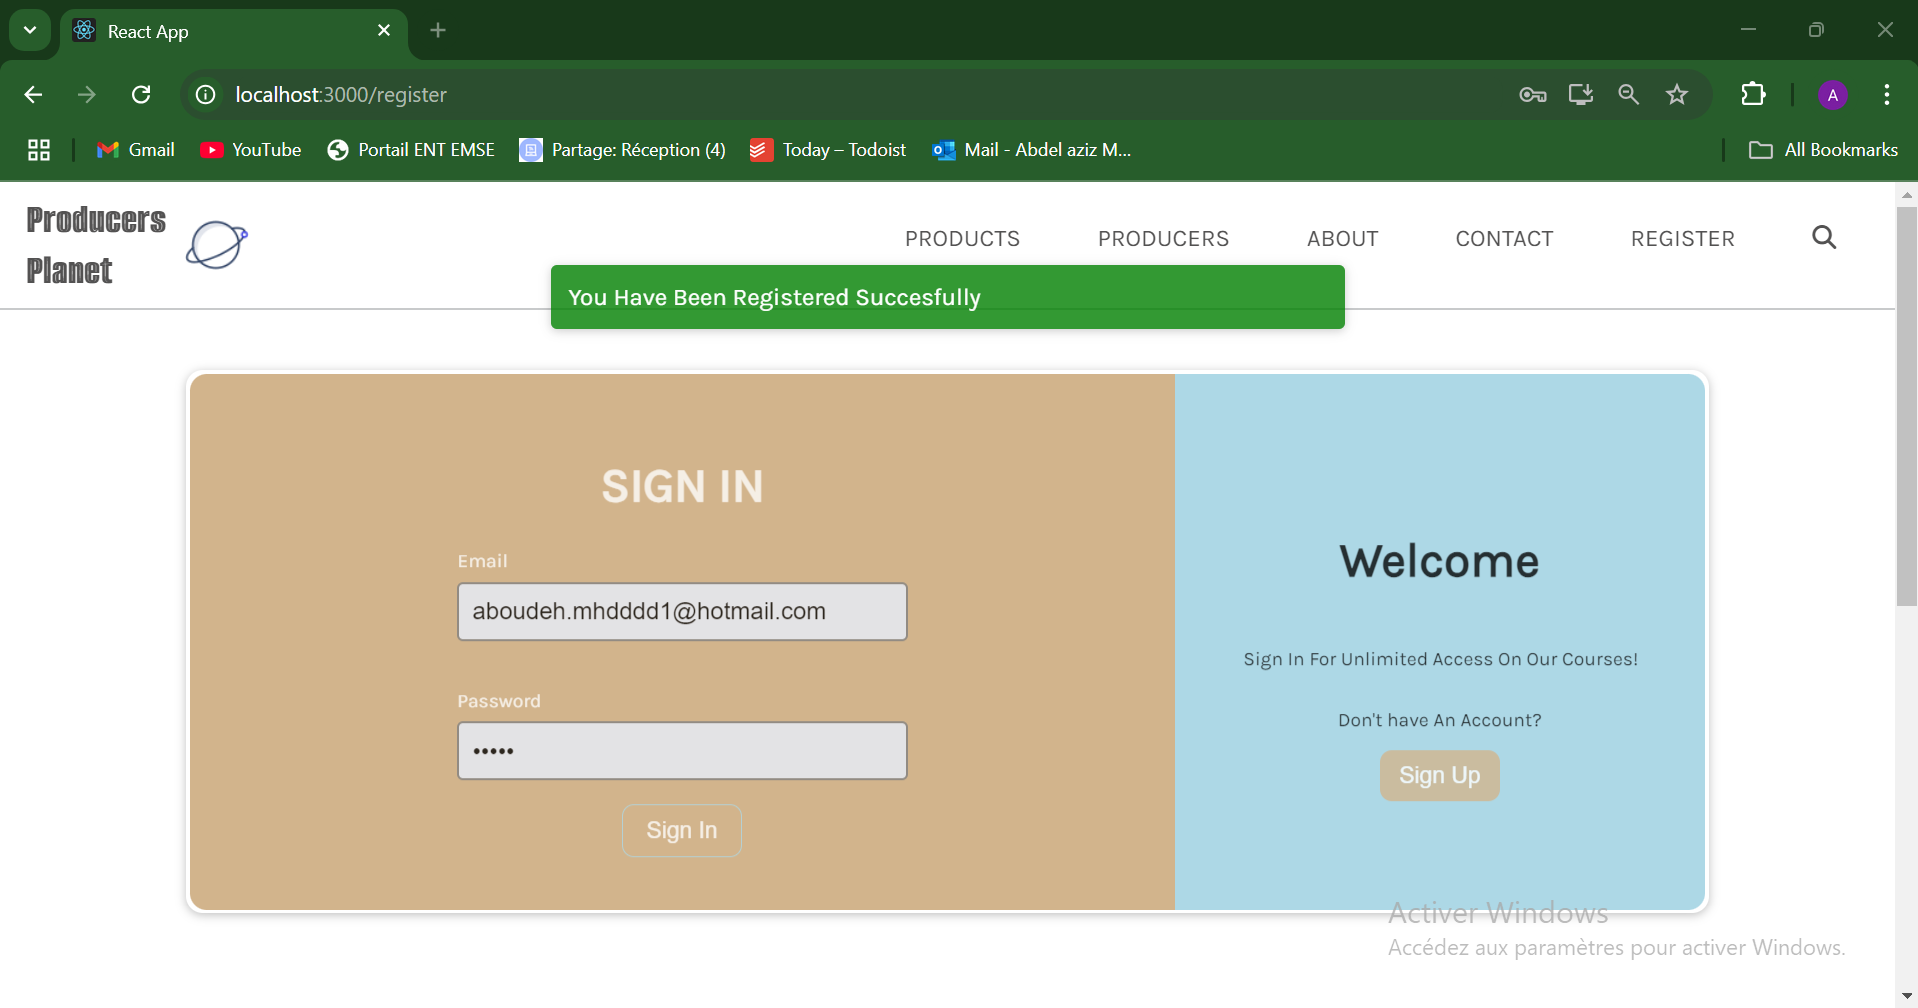 React App
localhost:3000/register
A
Gmail
YouTube
Portail ENT EMSE
Partage: Réception (4)
Today – Todoist
Mail - Abdel aziz M...
All Bookmarks
Producers
Planet
PRODUCTS
PRODUCERS
ABOUT
CONTACT
REGISTER
You Have Been Registered Succesfully
SIGN IN
Email
aboudeh.mhdddd1@hotmail.com
Password
•••••
Sign In
Welcome
Sign In For Unlimited Access On Our Courses!
Don't have An Account?
Sign Up
Activer Windows
Accédez aux paramètres pour activer Windows.